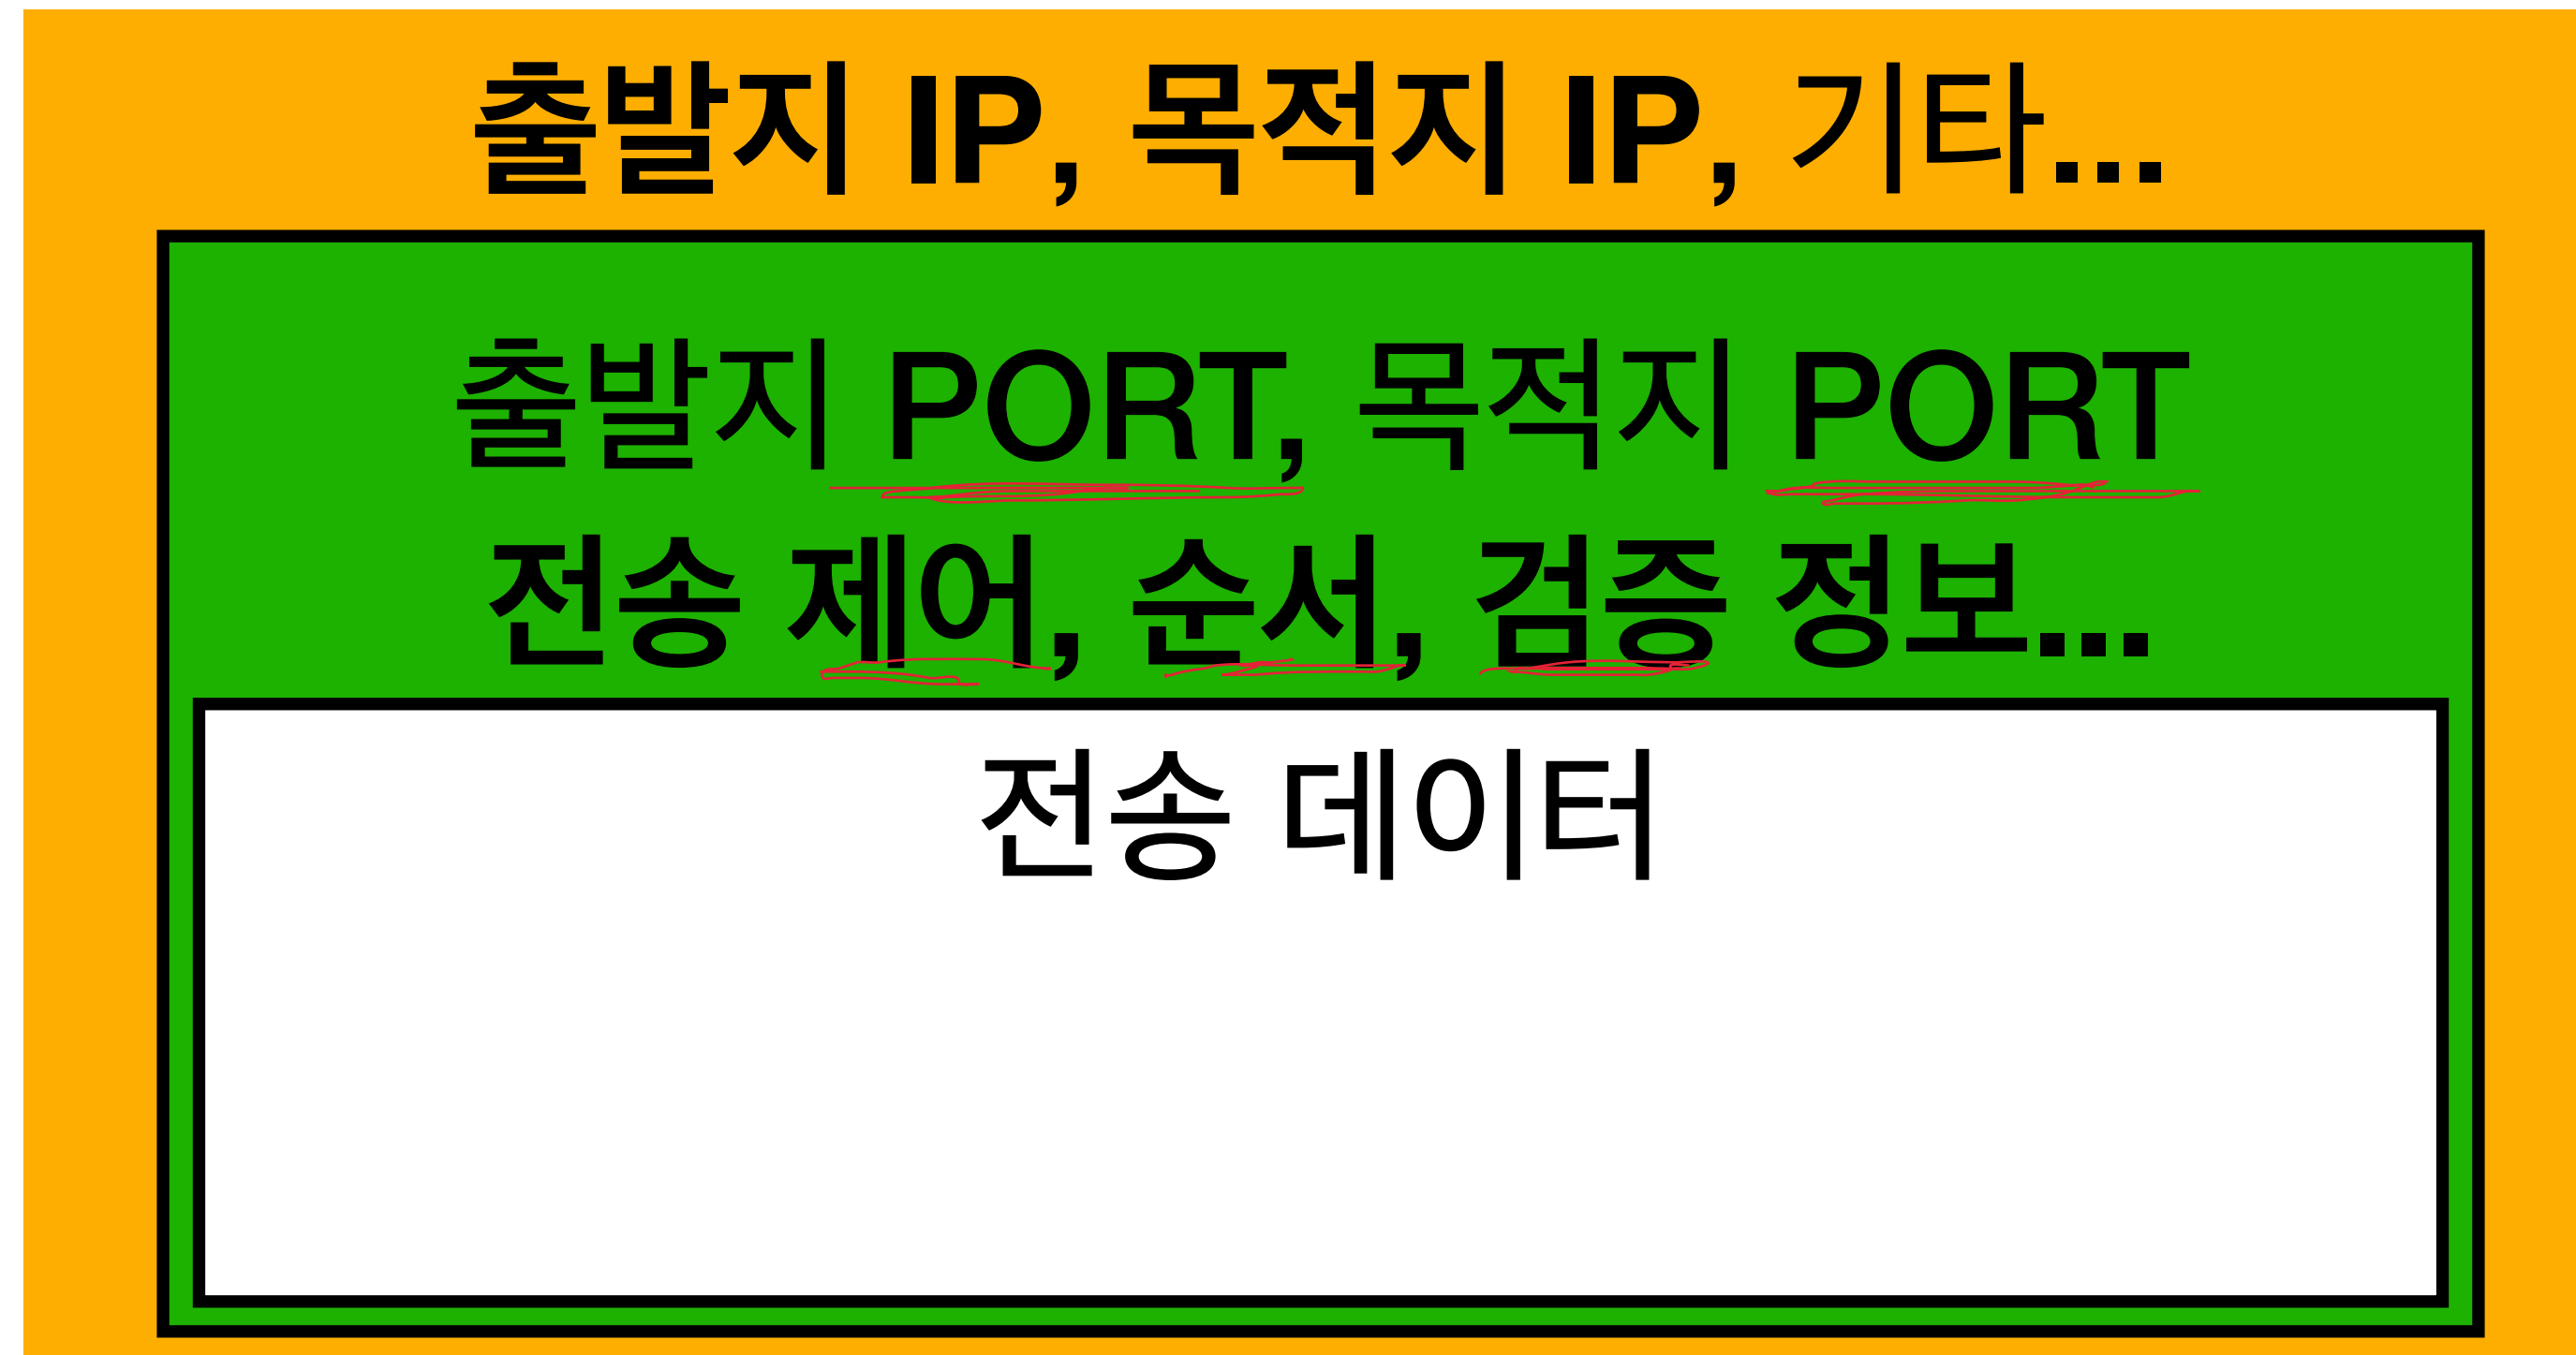 출발지 IP, 목적지 IP, 기타...
출발지 PORT, 목적지 PORT
전송 제어, 순서, 검증 정보...
전송 데이터